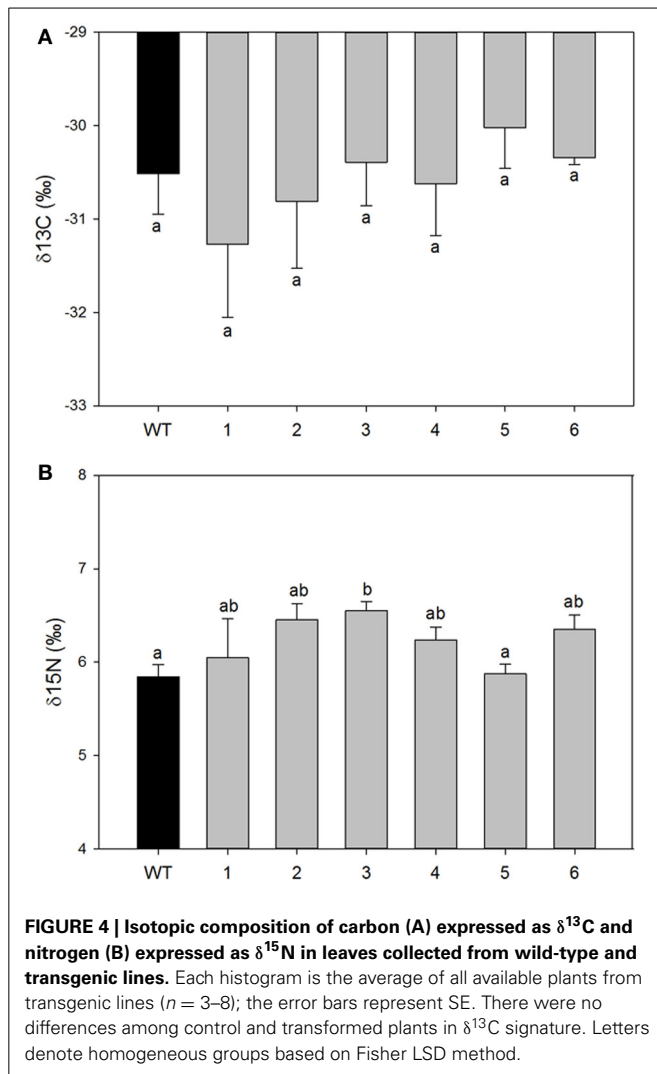 A
-29
-30
-31
-32
-33
δ13C (‰)
a a a a a a a
WT 1 2 3 4 5 6
B
8
7
6
5
4
δ15N (‰)
a ab ab b ab a ab
WT 1 2 3 4 5 6
FIGURE 4 | Isotopic composition of carbon (A) expressed as δ¹³C and
nitrogen (B) expressed as δ¹⁵N in leaves collected from wild-type and
transgenic lines. Each histogram is the average of all available plants from
transgenic lines (n = 3–8); the error bars represent SE. There were no
differences among control and transformed plants in δ¹³C signature. Letters
denote homogeneous groups based on Fisher LSD method.